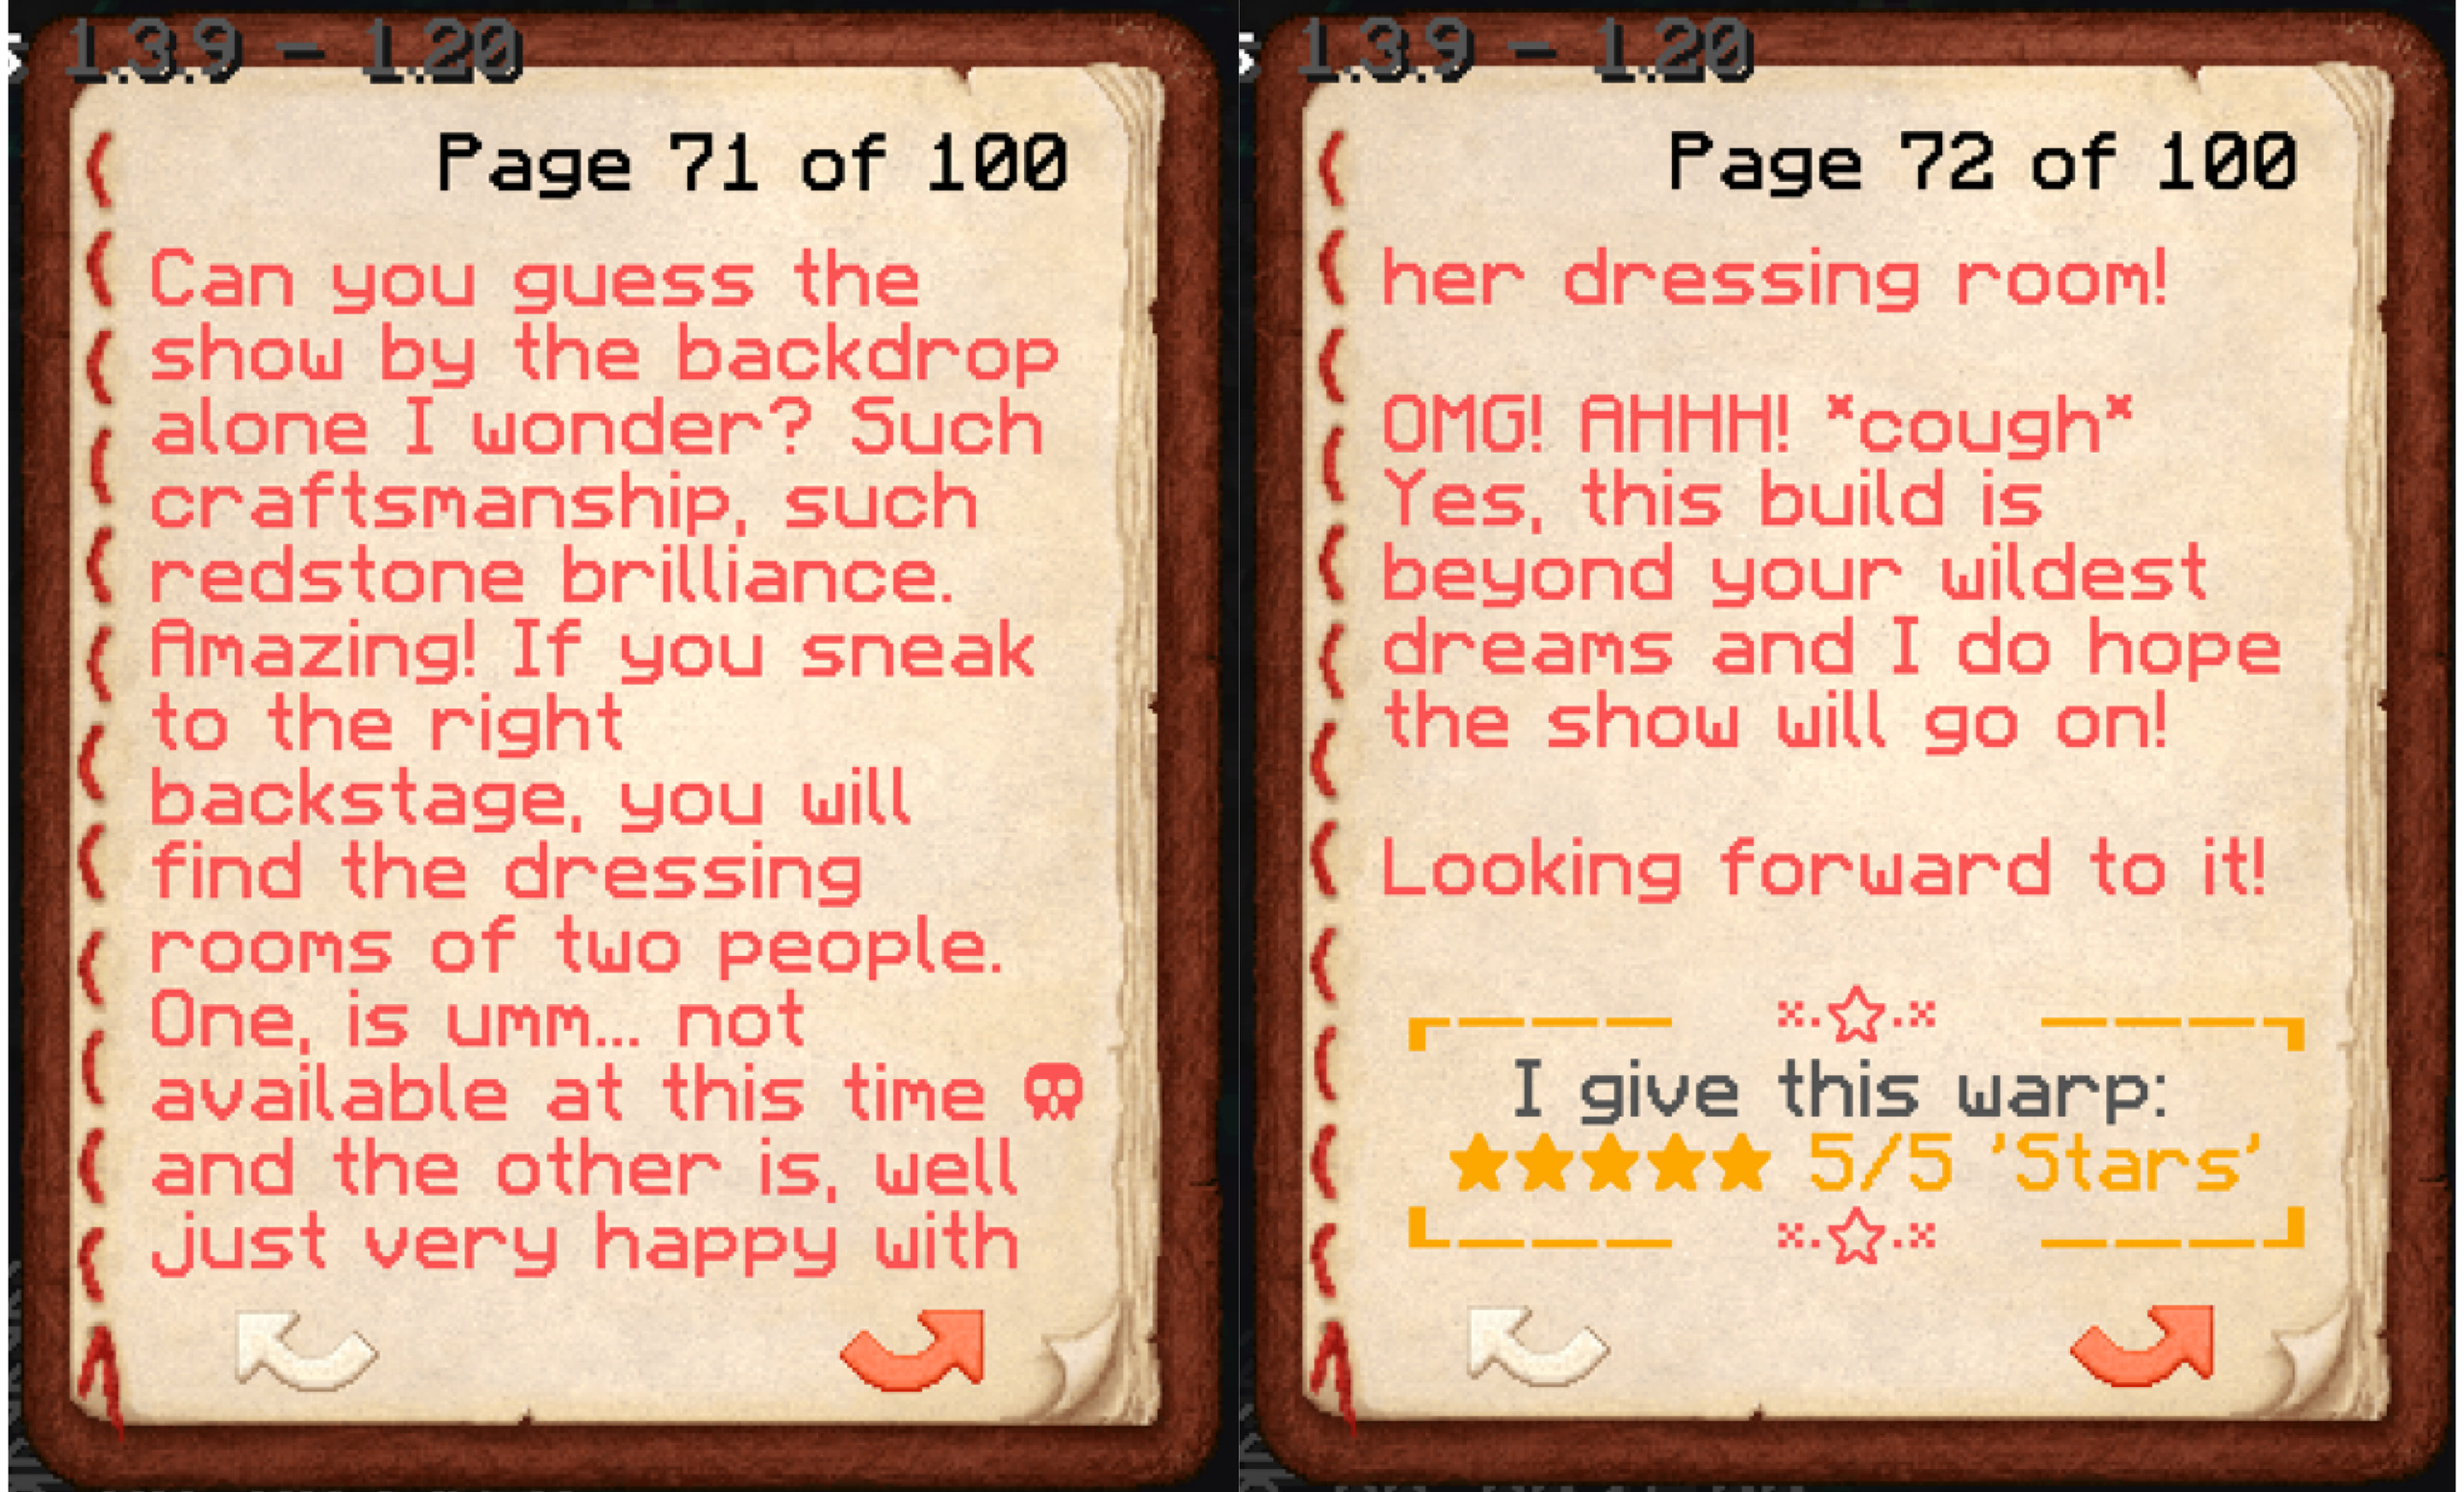 1.3.9 - 1.20
Page 71 of 100
Can you guess the
show by the backdrop
alone I wonder? Such
craftsmanship, such
redstone brilliance.
Amazing! If you sneak
to the right
backstage, you will
find the dressing
rooms of two people.
One, is umm... not
available at this time ☠
and the other is, well
just very happy with
1.3.9 - 1.20
Page 72 of 100
her dressing room!
OMG! AHHH! *cough*
Yes, this build is
beyond your wildest
dreams and I do hope
the show will go on!
Looking forward to it!
I give this warp:
★★★★★ 5/5 'Stars'